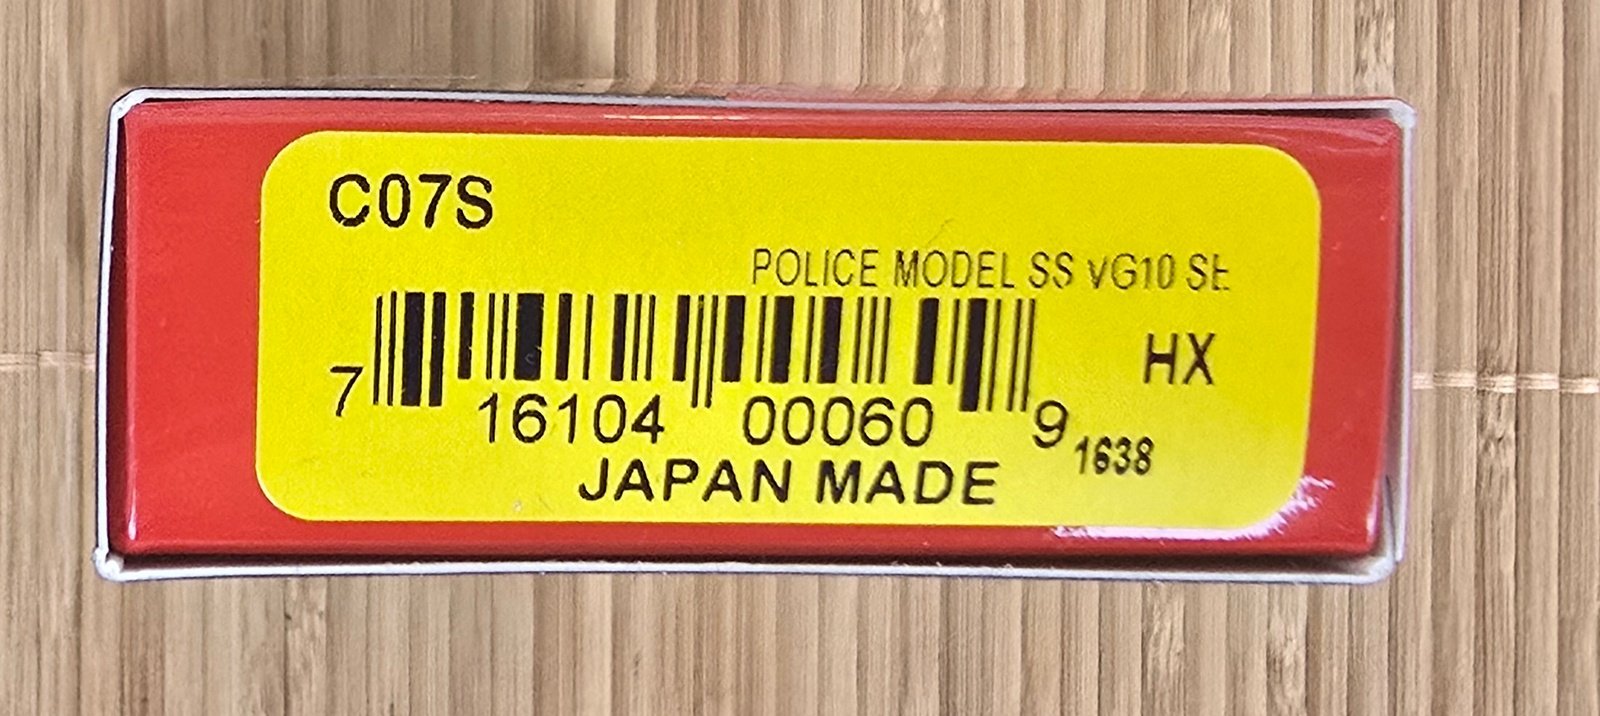 C07S
POLICE MODEL SS VG10 SE
HX
7 16104 00060 9 1638
JAPAN MADE